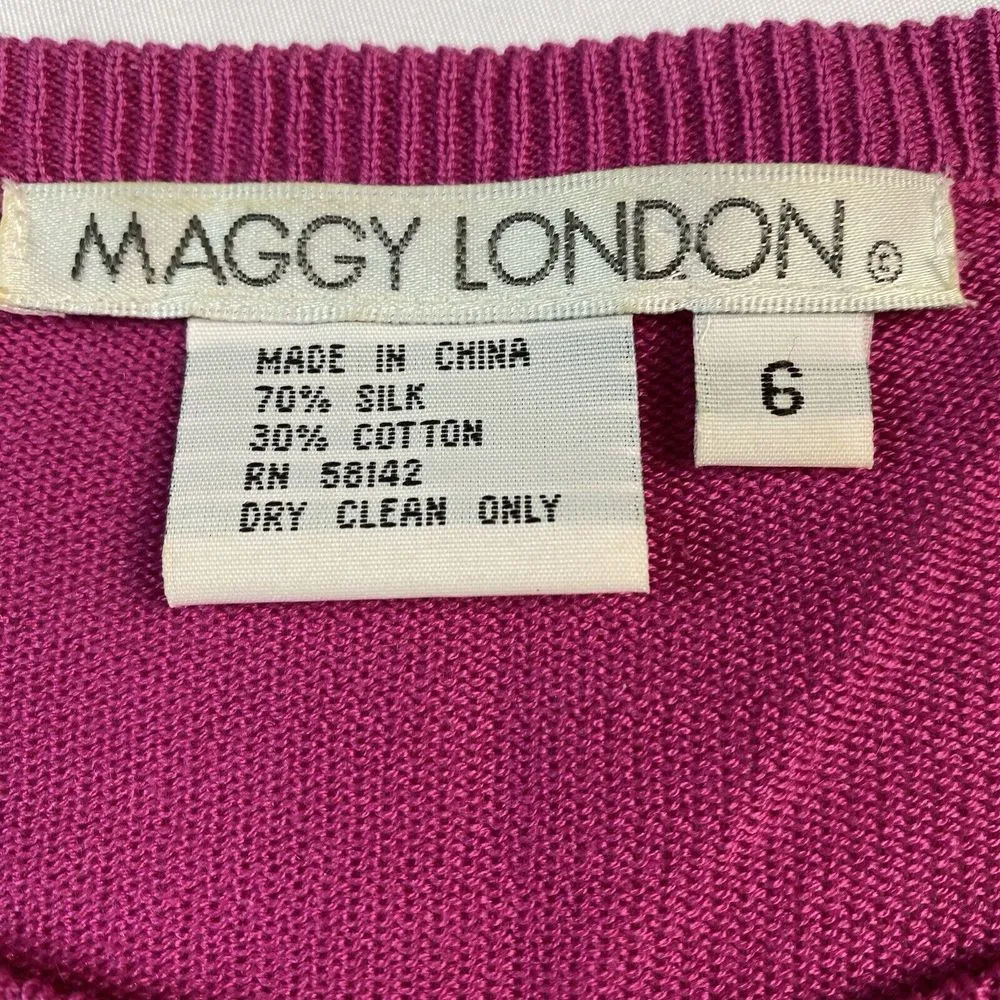 MAGGY LONDON ®
MADE IN CHINA
70% SILK
30% COTTON
RN 58142
DRY CLEAN ONLY
6